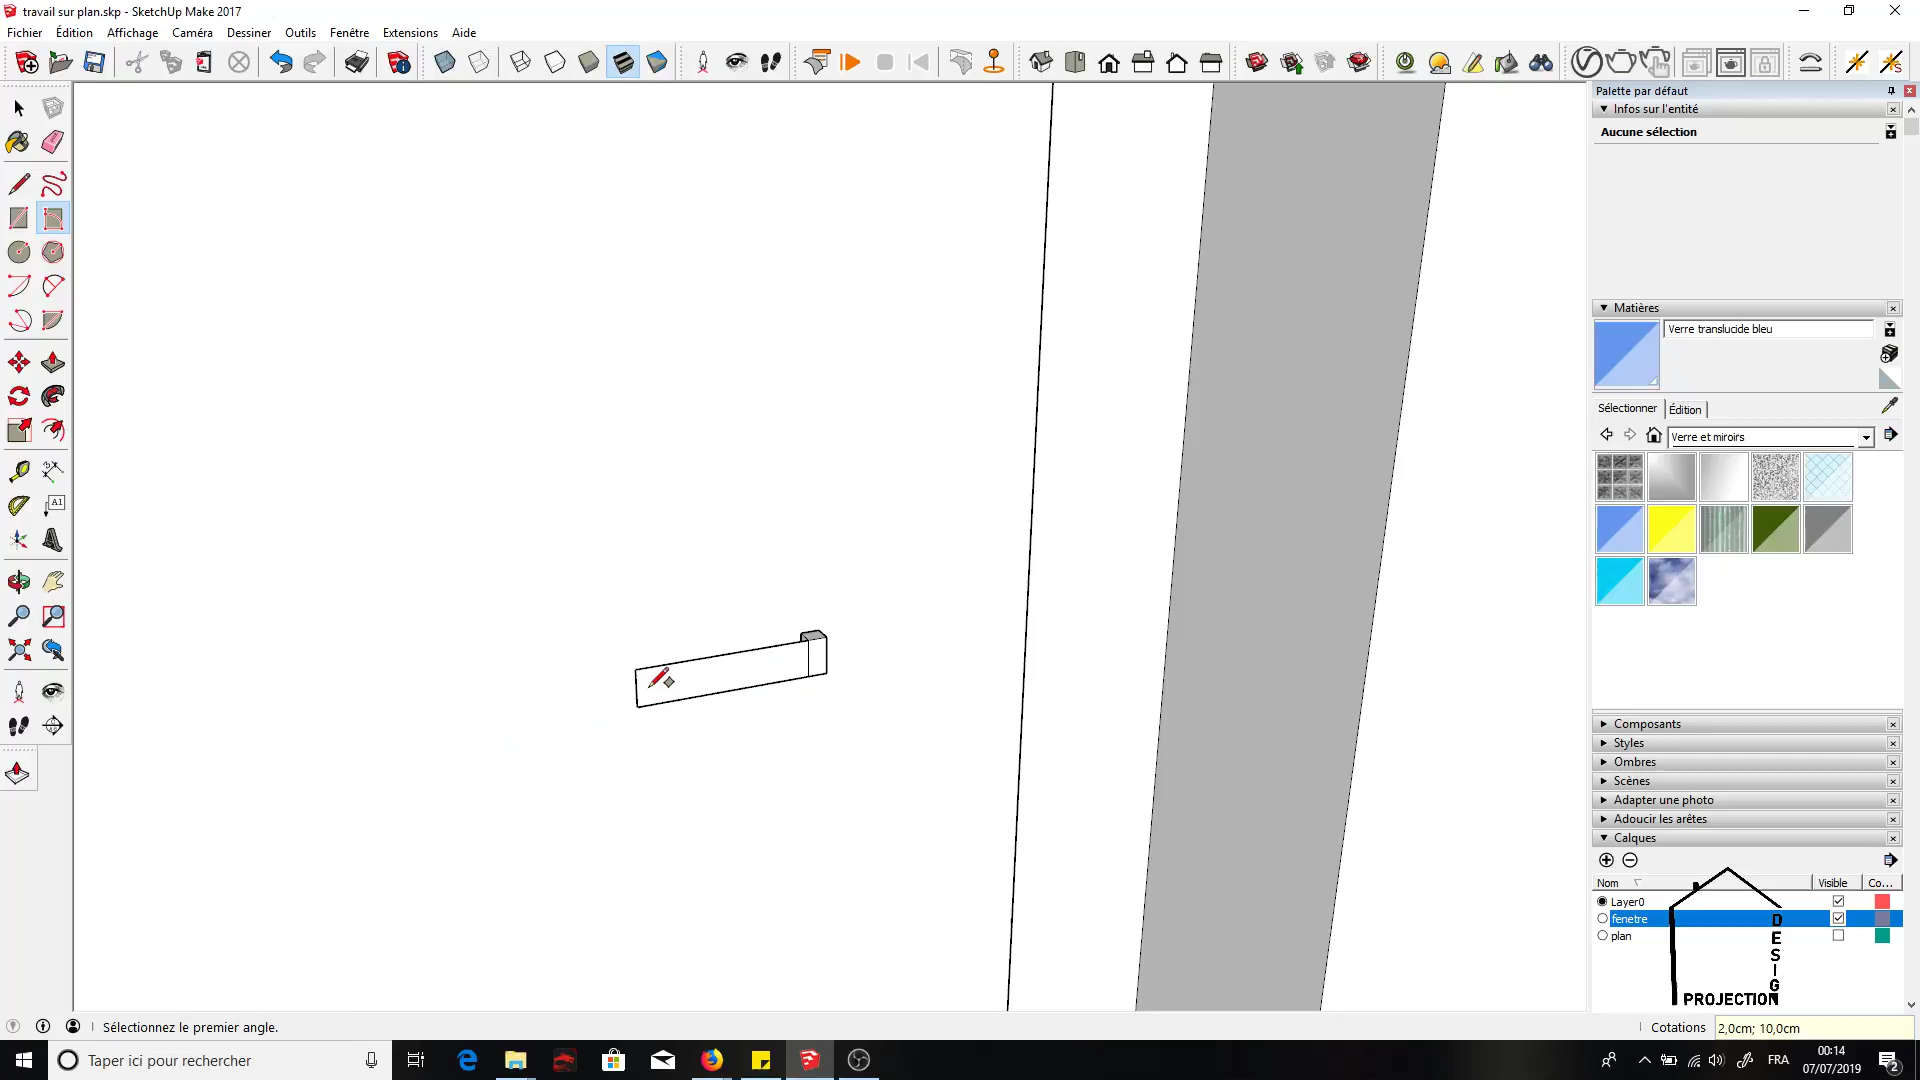 travail sur plan.skp - SketchUp Make 2017
Fichier Édition Affichage Caméra Dessiner Outils Fenêtre Extensions Aide
Palette par défaut
Infos sur l'entité
Aucune sélection
Matières
Verre translucide bleu
Sélectionner Édition
Verre et miroirs
A1
Composants
Styles
Ombres
Scènes
Adapter une photo
Adoucir les arêtes
Calques
Nom Visible Co...
Layer0
fenetre
plan
DESIGN
PROJECTION
Sélectionnez le premier angle.
Cotations 2,0cm; 10,0cm
Taper ici pour rechercher
FRA
00:14
07/07/2019
2